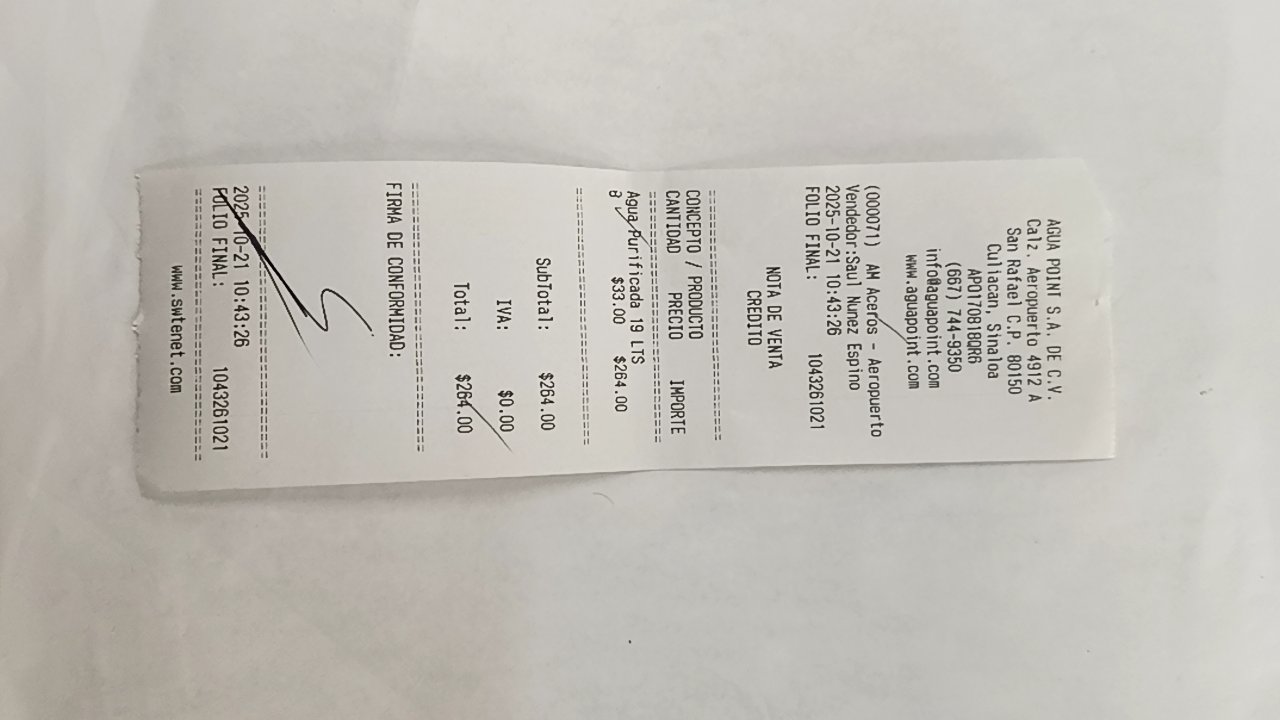 AGUA POINT S.A. DE C.V.
Calz. Aeropuerto 4912 A
San Rafael C.P. 80150
Culiacan, Sinaloa
APO170818QR6
(667) 744-9350
info@aguapoint.com
www.aguapoint.com
(000071) AM Aceros - Aeropuerto
Vendedor:Saul Nunez Espino
2025-10-21 10:43:26
FOLIO FINAL: 1043261021
NOTA DE VENTA
CREDITO
CONCEPTO / PRODUCTO
CANTIDAD PRECIO IMPORTE
Agua Purificada 19 LTS
8 $33.00 $264.00
SubTotal: $264.00
IVA: $0.00
Total: $264.00
FIRMA DE CONFORMIDAD:
2025-10-21 10:43:26
FOLIO FINAL: 1043261021
www.swtenet.com